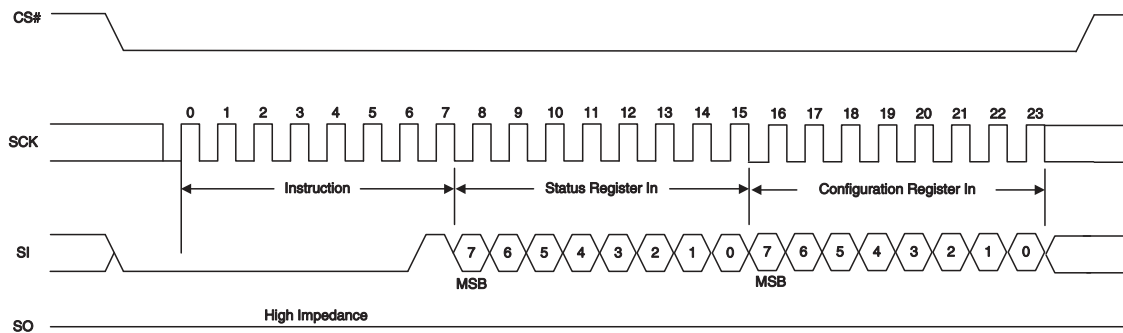 CS#
0 1 2 3 4 5 6 7 8 9 10 11 12 13 14 15 16 17 18 19 20 21 22 23
SCK
Instruction Status Register In Configuration Register In
SI 7 6 5 4 3 2 1 0 7 6 5 4 3 2 1 0
MSB MSB
High Impedance
SO